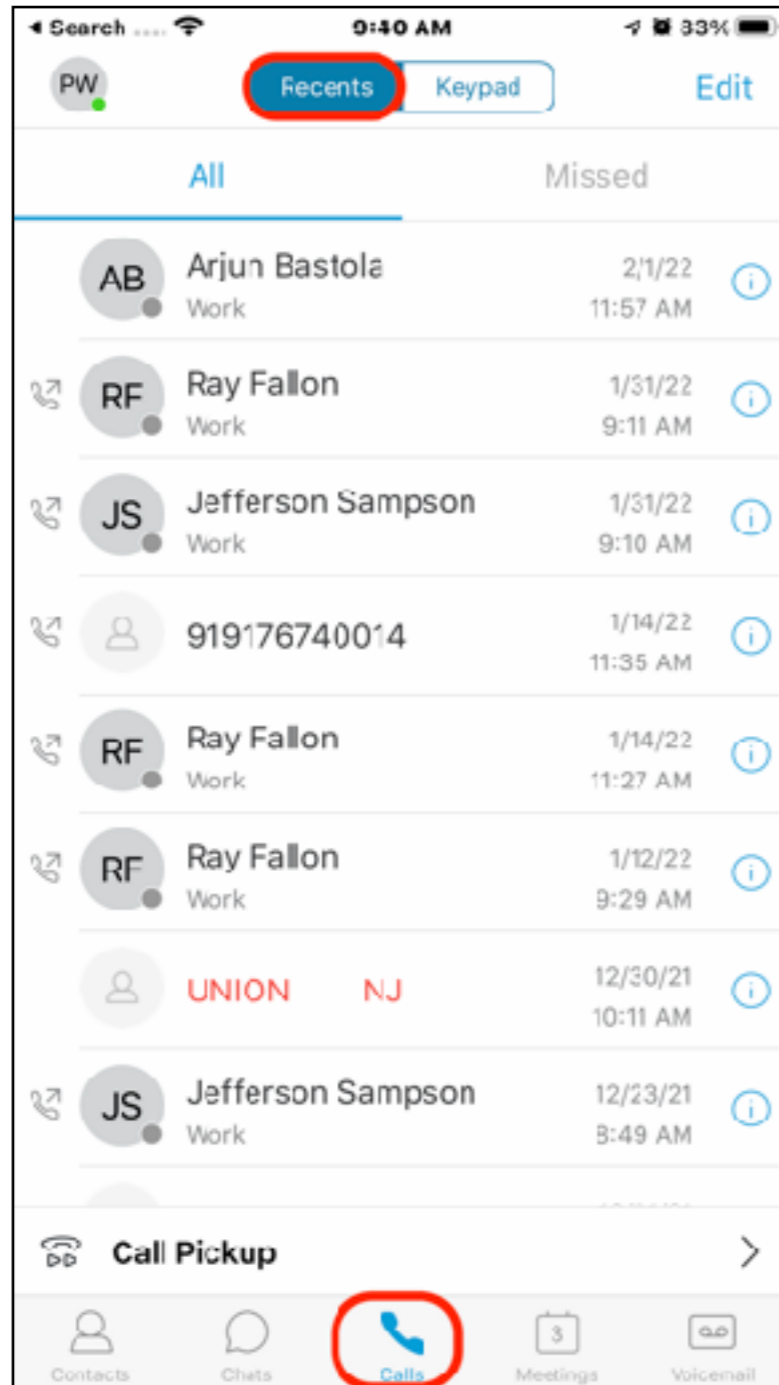 ◀ Search .... 9:40 AM 33%
PW Recents Keypad Edit
All Missed
AB Arjun Bastola 2/1/22
Work 11:57 AM
RF Ray Fallon 1/31/22
Work 9:11 AM
JS Jefferson Sampson 1/31/22
Work 9:10 AM
919176740014 1/14/22
11:35 AM
RF Ray Fallon 1/14/22
Work 11:27 AM
RF Ray Fallon 1/12/22
Work 9:29 AM
UNION NJ 12/30/21
10:11 AM
JS Jefferson Sampson 12/23/21
Work 8:49 AM
Call Pickup
3
Contacts Chats Calls Meetings Voicemail